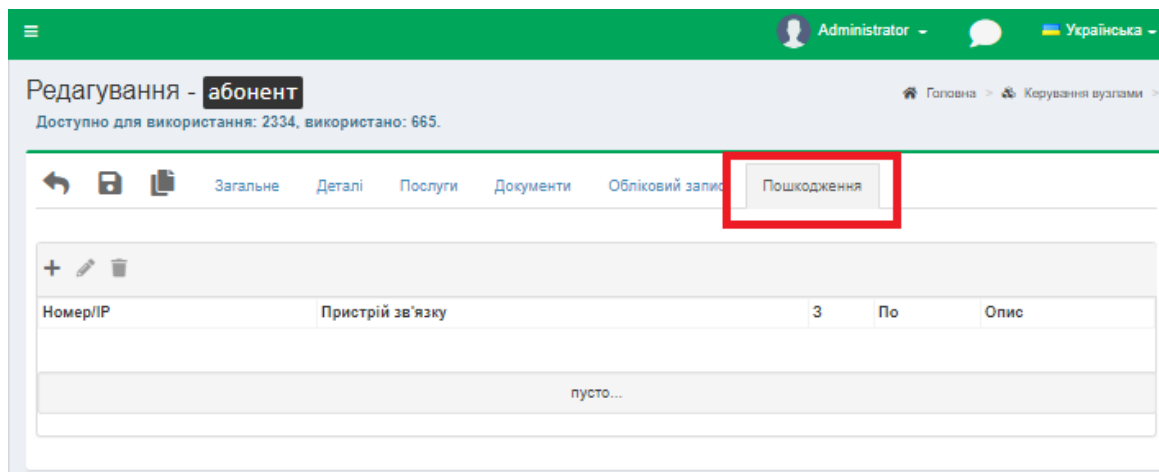 Administrator
Українська
Редагування - абонент
Головна > Керування вузлами >
Доступно для використання: 2334, використано: 665.
Загальне Деталі Послуги Документи Обліковий запис Пошкодження
Номер/IP Пристрій зв'язку З По Опис
пусто...